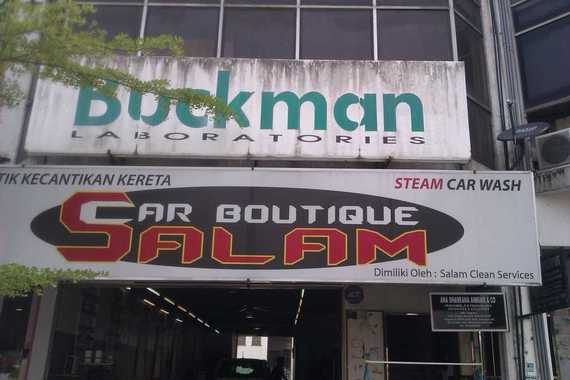 Buckman
LABORATORIES
TIK KECANTIKAN KERETA
STEAM CAR WASH
CAR BOUTIQUE
SALAM
Dimiliki Oleh : Salam Clean Services